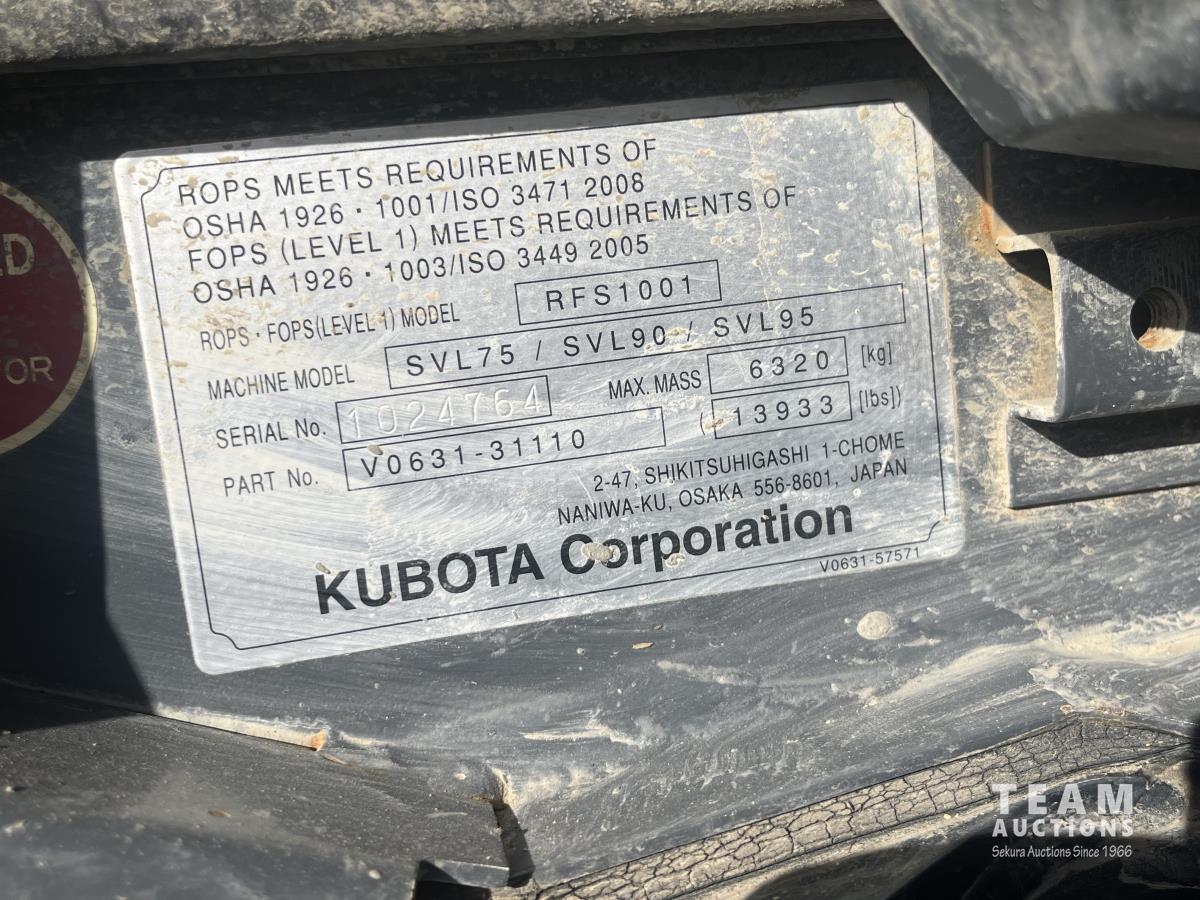 ROPS MEETS REQUIREMENTS OF
OSHA 1926・1001/ISO 3471 2008
FOPS (LEVEL 1) MEETS REQUIREMENTS OF
OSHA 1926・1003/ISO 3449 2005
ROPS・FOPS(LEVEL 1) MODEL RFS1001
MACHINE MODEL SVL75 / SVL90 / SVL95
SERIAL No. 1024764 MAX. MASS 6320 [kg]
PART No. V0631-31110 (13933 [lbs])
2-47, SHIKITSUHIGASHI 1-CHOME
NANIWA-KU, OSAKA 556-8601, JAPAN
KUBOTA Corporation
V0631-57571
TEAM
AUCTIONS
Sekura Auctions Since 1966